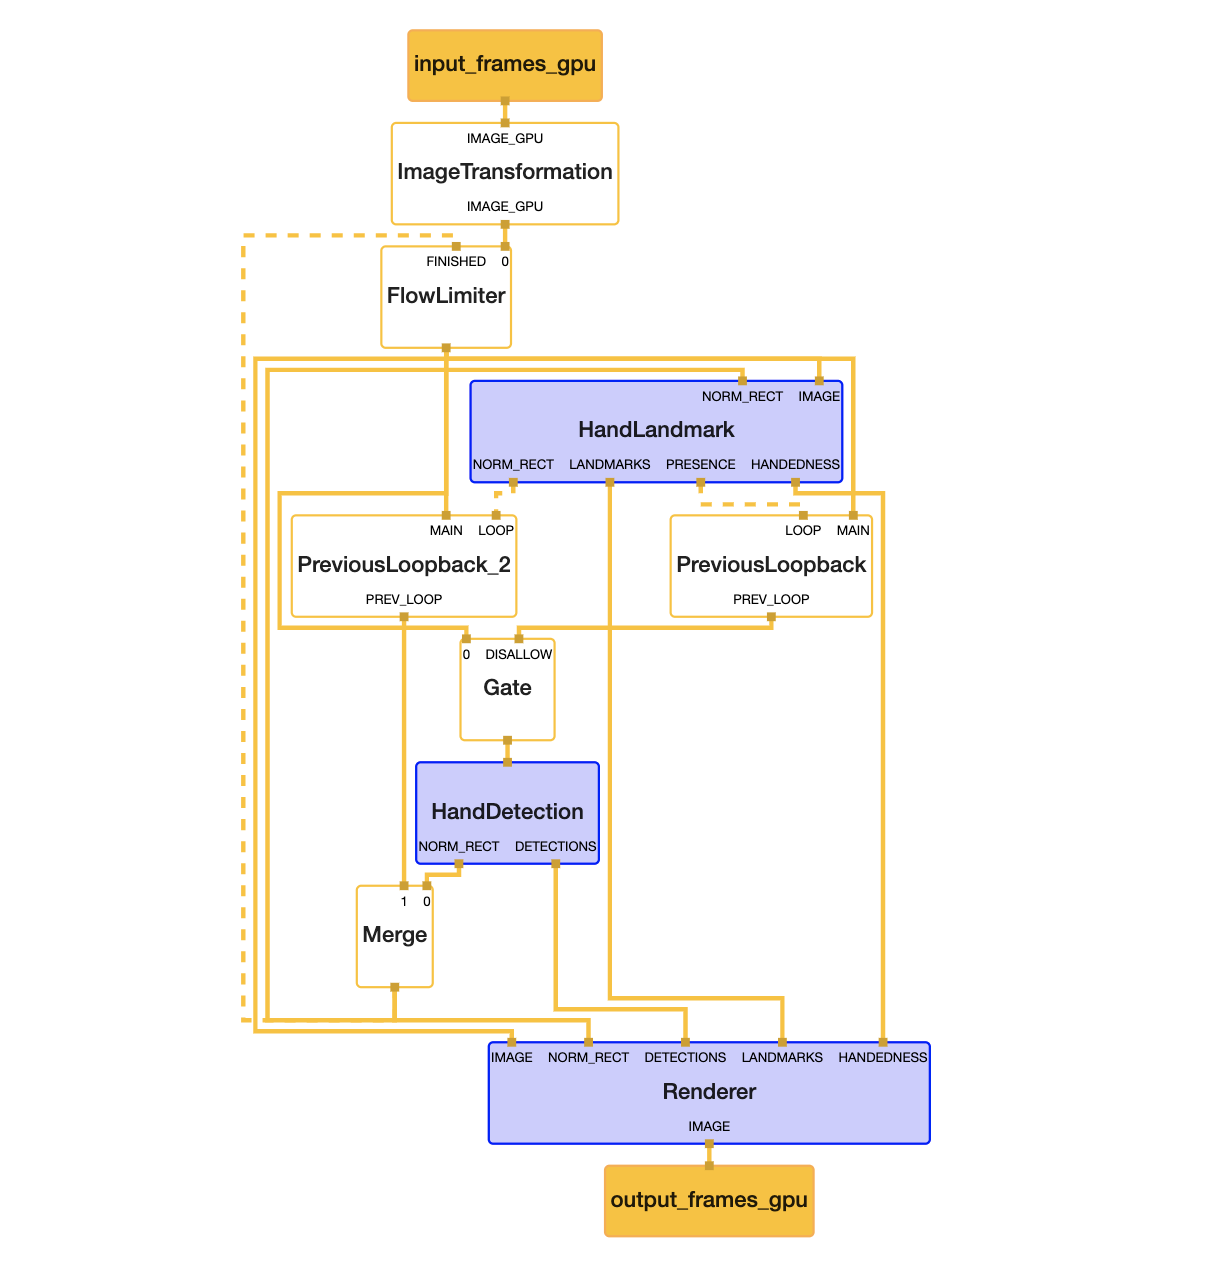 input_frames_gpu
IMAGE_GPU
ImageTransformation
IMAGE_GPU
FINISHED 0
FlowLimiter
NORM_RECT IMAGE
HandLandmark
NORM_RECT LANDMARKS PRESENCE HANDEDNESS
MAIN LOOP
PreviousLoopback_2
PREV_LOOP
LOOP MAIN
PreviousLoopback
PREV_LOOP
0 DISALLOW
Gate
HandDetection
NORM_RECT DETECTIONS
1 0
Merge
IMAGE NORM_RECT DETECTIONS LANDMARKS HANDEDNESS
Renderer
IMAGE
output_frames_gpu